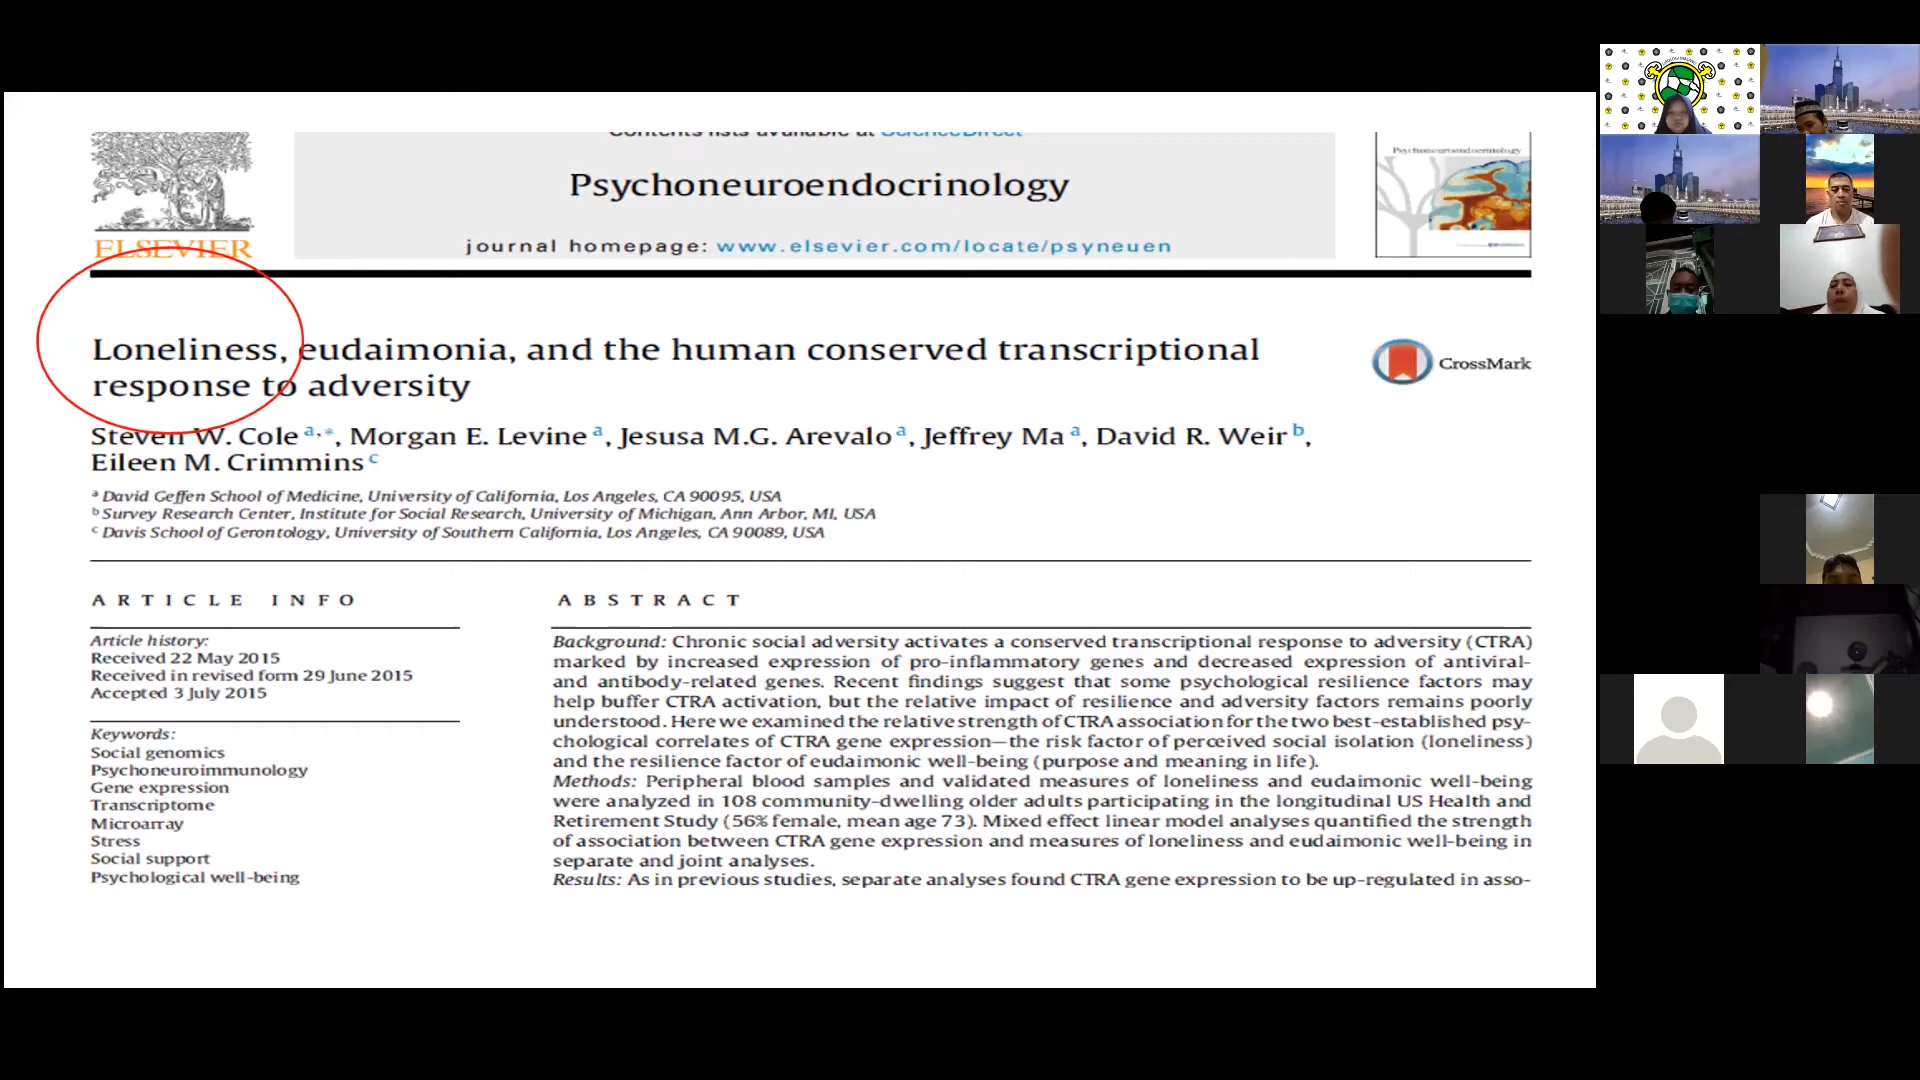 Contents lists available at ScienceDirect
Psychoneuroendocrinology
journal homepage: www.elsevier.com/locate/psyneuen
ELSEVIER
Psychoneuroendocrinology
Loneliness, eudaimonia, and the human conserved transcriptional
response to adversity
CrossMark
Steven W. Cole a,*, Morgan E. Levine a, Jesusa M.G. Arevalo a, Jeffrey Ma a, David R. Weir b,
Eileen M. Crimmins c
a David Geffen School of Medicine, University of California, Los Angeles, CA 90095, USA
b Survey Research Center, Institute for Social Research, University of Michigan, Ann Arbor, MI, USA
c Davis School of Gerontology, University of Southern California, Los Angeles, CA 90089, USA
ARTICLE INFO
Article history:
Received 22 May 2015
Received in revised form 29 June 2015
Accepted 3 July 2015
Keywords:
Social genomics
Psychoneuroimmunology
Gene expression
Transcriptome
Microarray
Stress
Social support
Psychological well-being
ABSTRACT
Background: Chronic social adversity activates a conserved transcriptional response to adversity (CTRA)
marked by increased expression of pro-inflammatory genes and decreased expression of antiviral-
and antibody-related genes. Recent findings suggest that some psychological resilience factors may
help buffer CTRA activation, but the relative impact of resilience and adversity factors remains poorly
understood. Here we examined the relative strength of CTRA association for the two best-established psy-
chological correlates of CTRA gene expression—the risk factor of perceived social isolation (loneliness)
and the resilience factor of eudaimonic well-being (purpose and meaning in life).
Methods: Peripheral blood samples and validated measures of loneliness and eudaimonic well-being
were analyzed in 108 community-dwelling older adults participating in the longitudinal US Health and
Retirement Study (56% female, mean age 73). Mixed effect linear model analyses quantified the strength
of association between CTRA gene expression and measures of loneliness and eudaimonic well-being in
separate and joint analyses.
Results: As in previous studies, separate analyses found CTRA gene expression to be up-regulated in asso-